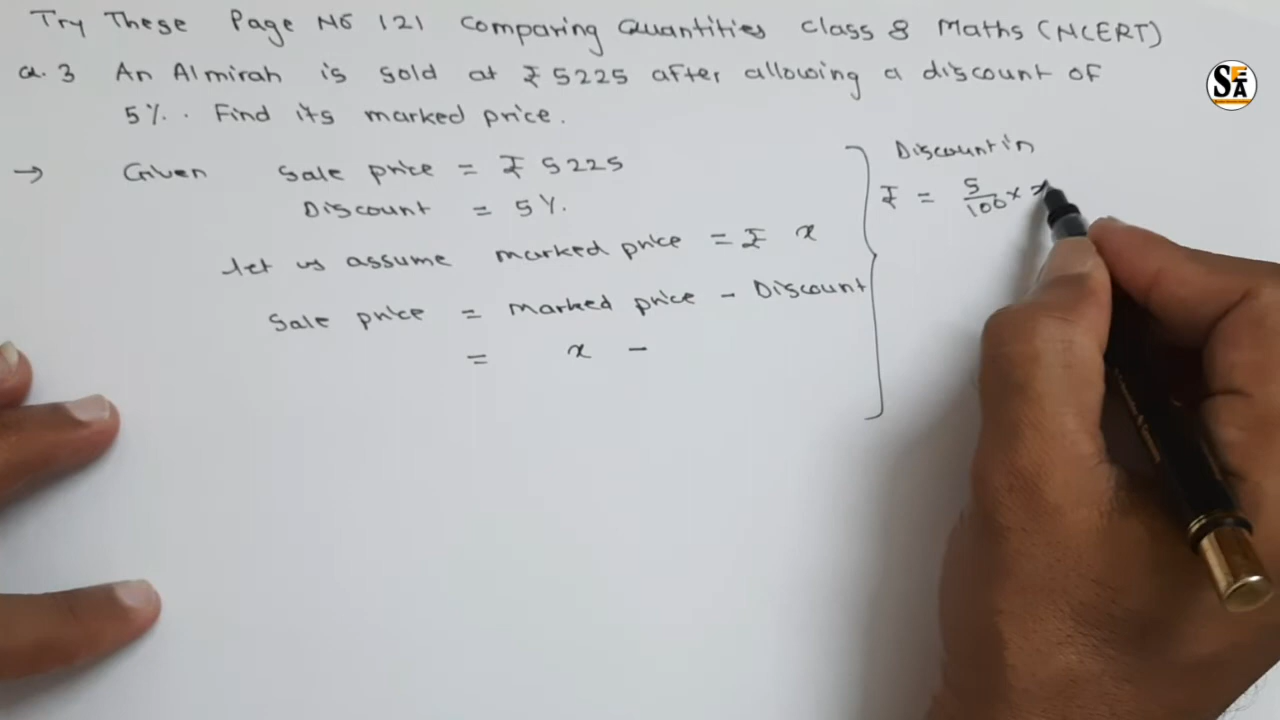 Try These Page No 121 Comparing Quantities Class 8 Maths (NCERT)
Q. 3 An Almirah is sold at ₹ 5225 after allowing a discount of
5%. Find its marked price.
→ Given Sale price = ₹ 5225
Discount = 5%.
let us assume marked price = ₹ x
Sale price = marked price - Discount
= x -
Discount in
₹ = 5/100 × x
SEA